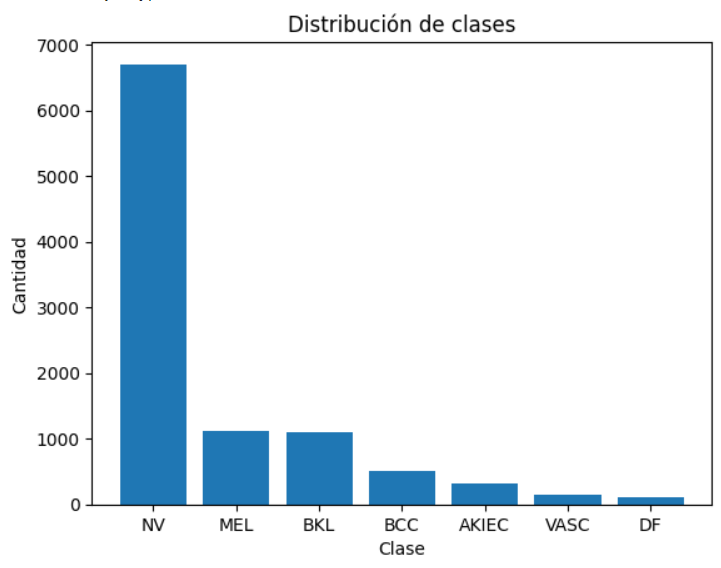 Distribución de clases
7000
6000
5000
4000
3000
2000
1000
0
Cantidad
NV MEL BKL BCC AKIEC VASC DF
Clase